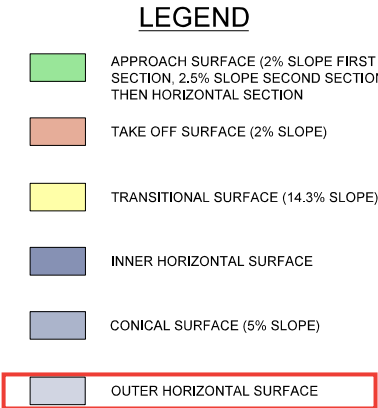 LEGEND
APPROACH SURFACE (2% SLOPE FIRST
SECTION, 2.5% SLOPE SECOND SECTION
THEN HORIZONTAL SECTION
TAKE OFF SURFACE (2% SLOPE)
TRANSITIONAL SURFACE (14.3% SLOPE)
INNER HORIZONTAL SURFACE
CONICAL SURFACE (5% SLOPE)
OUTER HORIZONTAL SURFACE